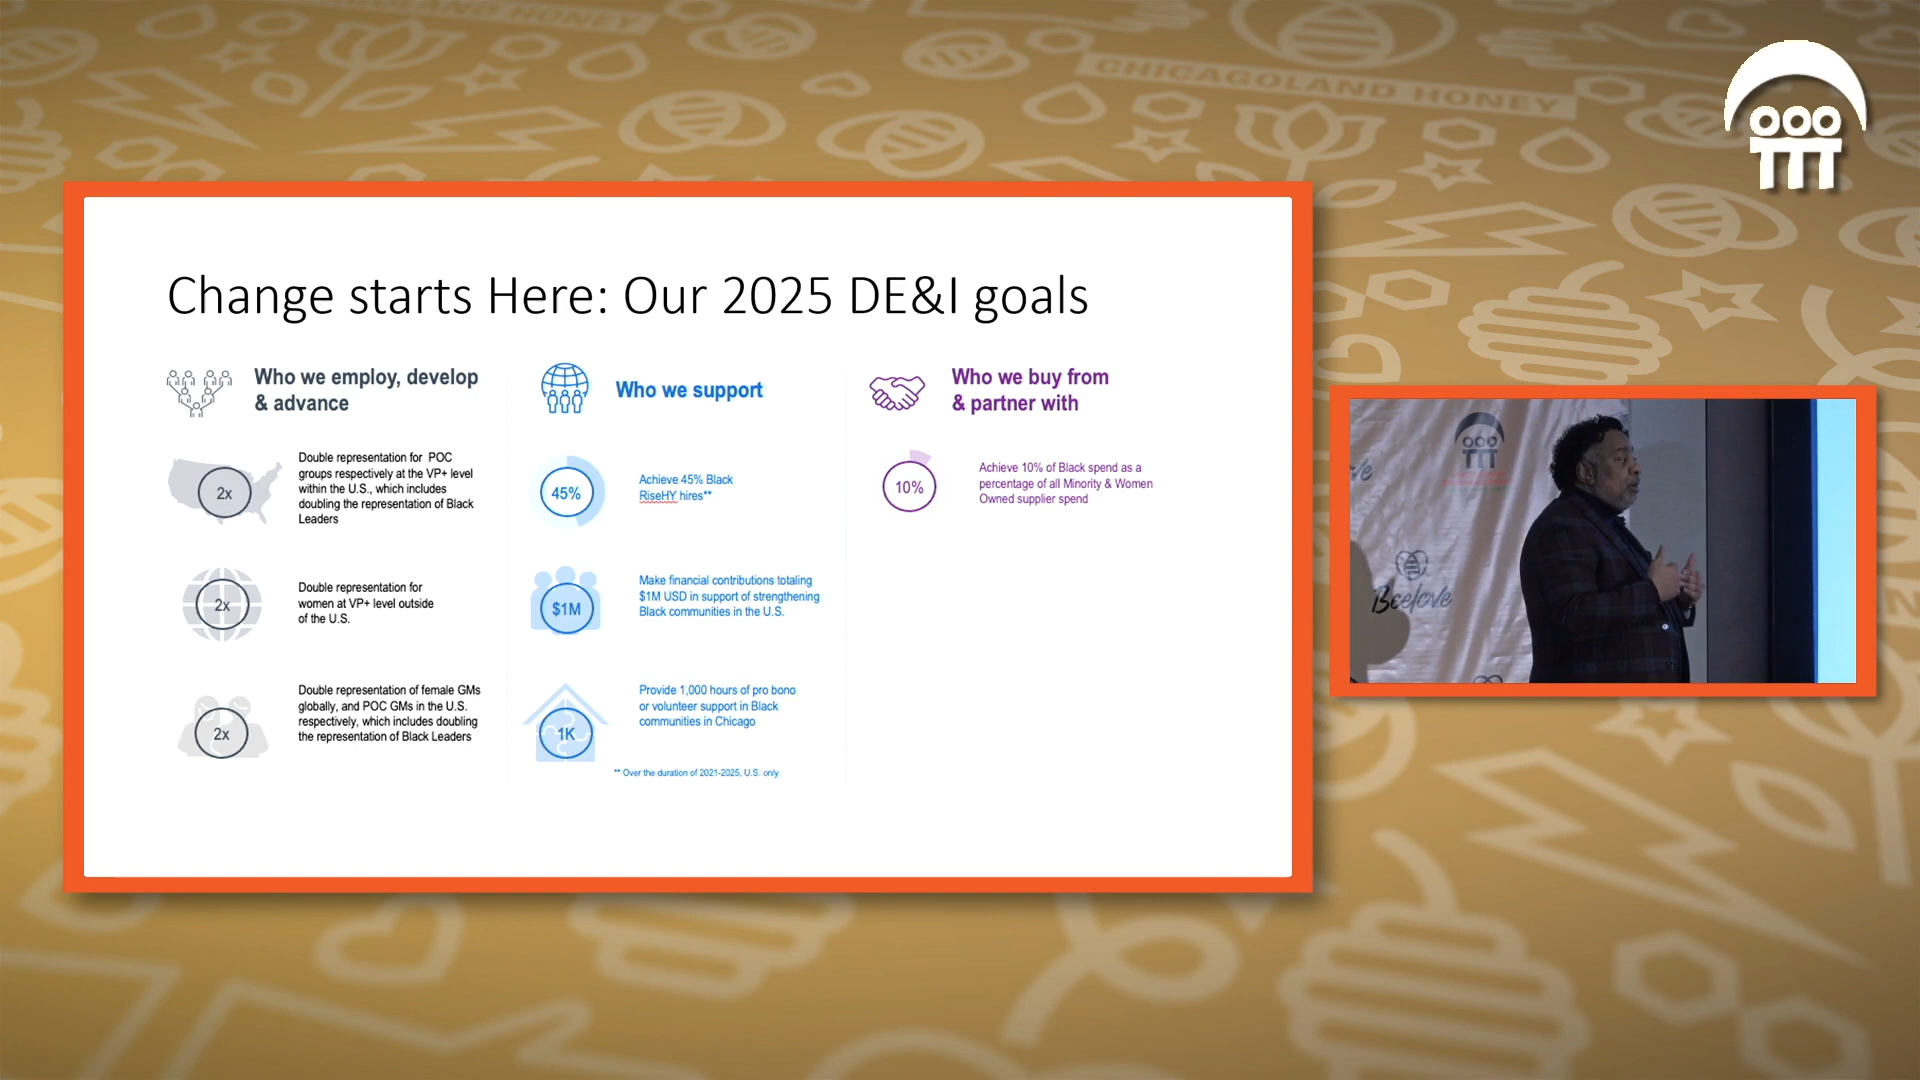 CHICAGOLAND HONEY
CHICAGOLAND HONEY
Change starts Here: Our 2025 DE&I goals
Who we employ, develop
& advance
2x
Double representation for POC
groups respectively at the VP+ level
within the U.S., which includes
doubling the representation of Black
Leaders
2x
Double representation for
women at VP+ level outside
of the U.S.
2x
Double representation of female GMs
globally, and POC GMs in the U.S.
respectively, which includes doubling
the representation of Black Leaders
Who we support
45%
Achieve 45% Black
RiseHY hires**
$1M
Make financial contributions totaling
$1M USD in support of strengthening
Black communities in the U.S.
1K
Provide 1,000 hours of pro bono
or volunteer support in Black
communities in Chicago
** Over the duration of 2021-2025, U.S. only
Who we buy from
& partner with
10%
Achieve 10% of Black spend as a
percentage of all Minority & Women
Owned supplier spend
Beelove